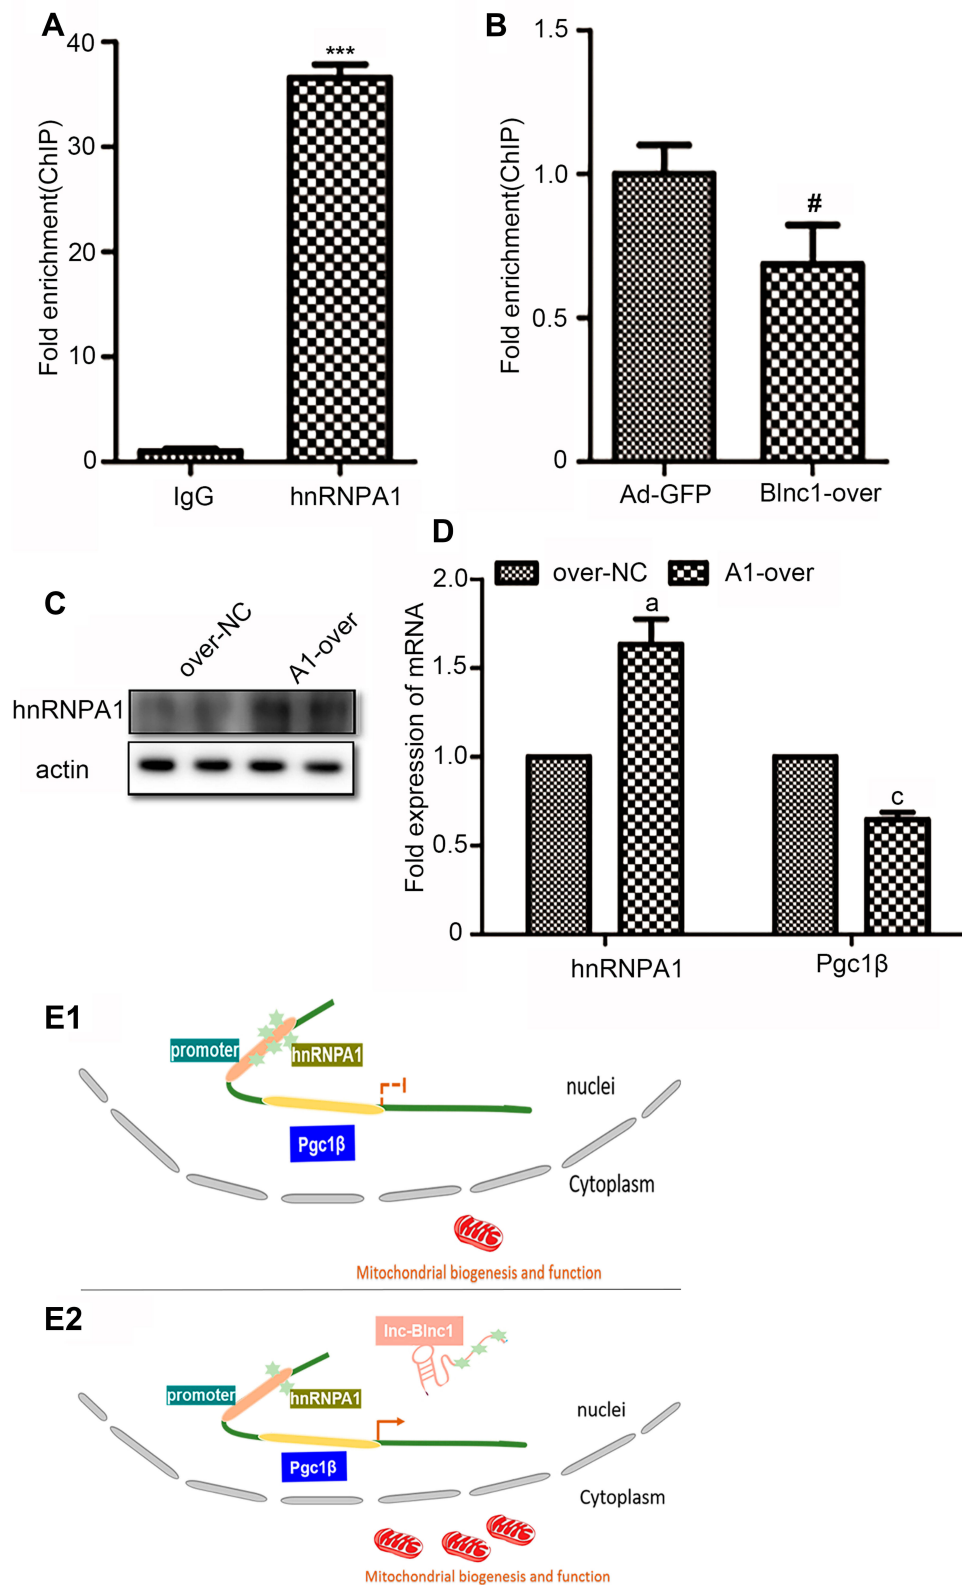 A
40
30
20
10
0
Fold enrichment(ChIP)
***
IgG
hnRNPA1
B
1.5
1.0
0.5
0
Fold enrichment(ChIP)
#
Ad-GFP
Blnc1-over
C
over-NC
A1-over
hnRNPA1
actin
D
over-NC
A1-over
2.0
1.5
1.0
0.5
0
Fold expression of mRNA
a
c
hnRNPA1
Pgc1β
E1
promoter
hnRNPA1
Pgc1β
nuclei
Cytoplasm
Mitochondrial biogenesis and function
E2
lnc-Blnc1
promoter
hnRNPA1
Pgc1β
nuclei
Cytoplasm
Mitochondrial biogenesis and function